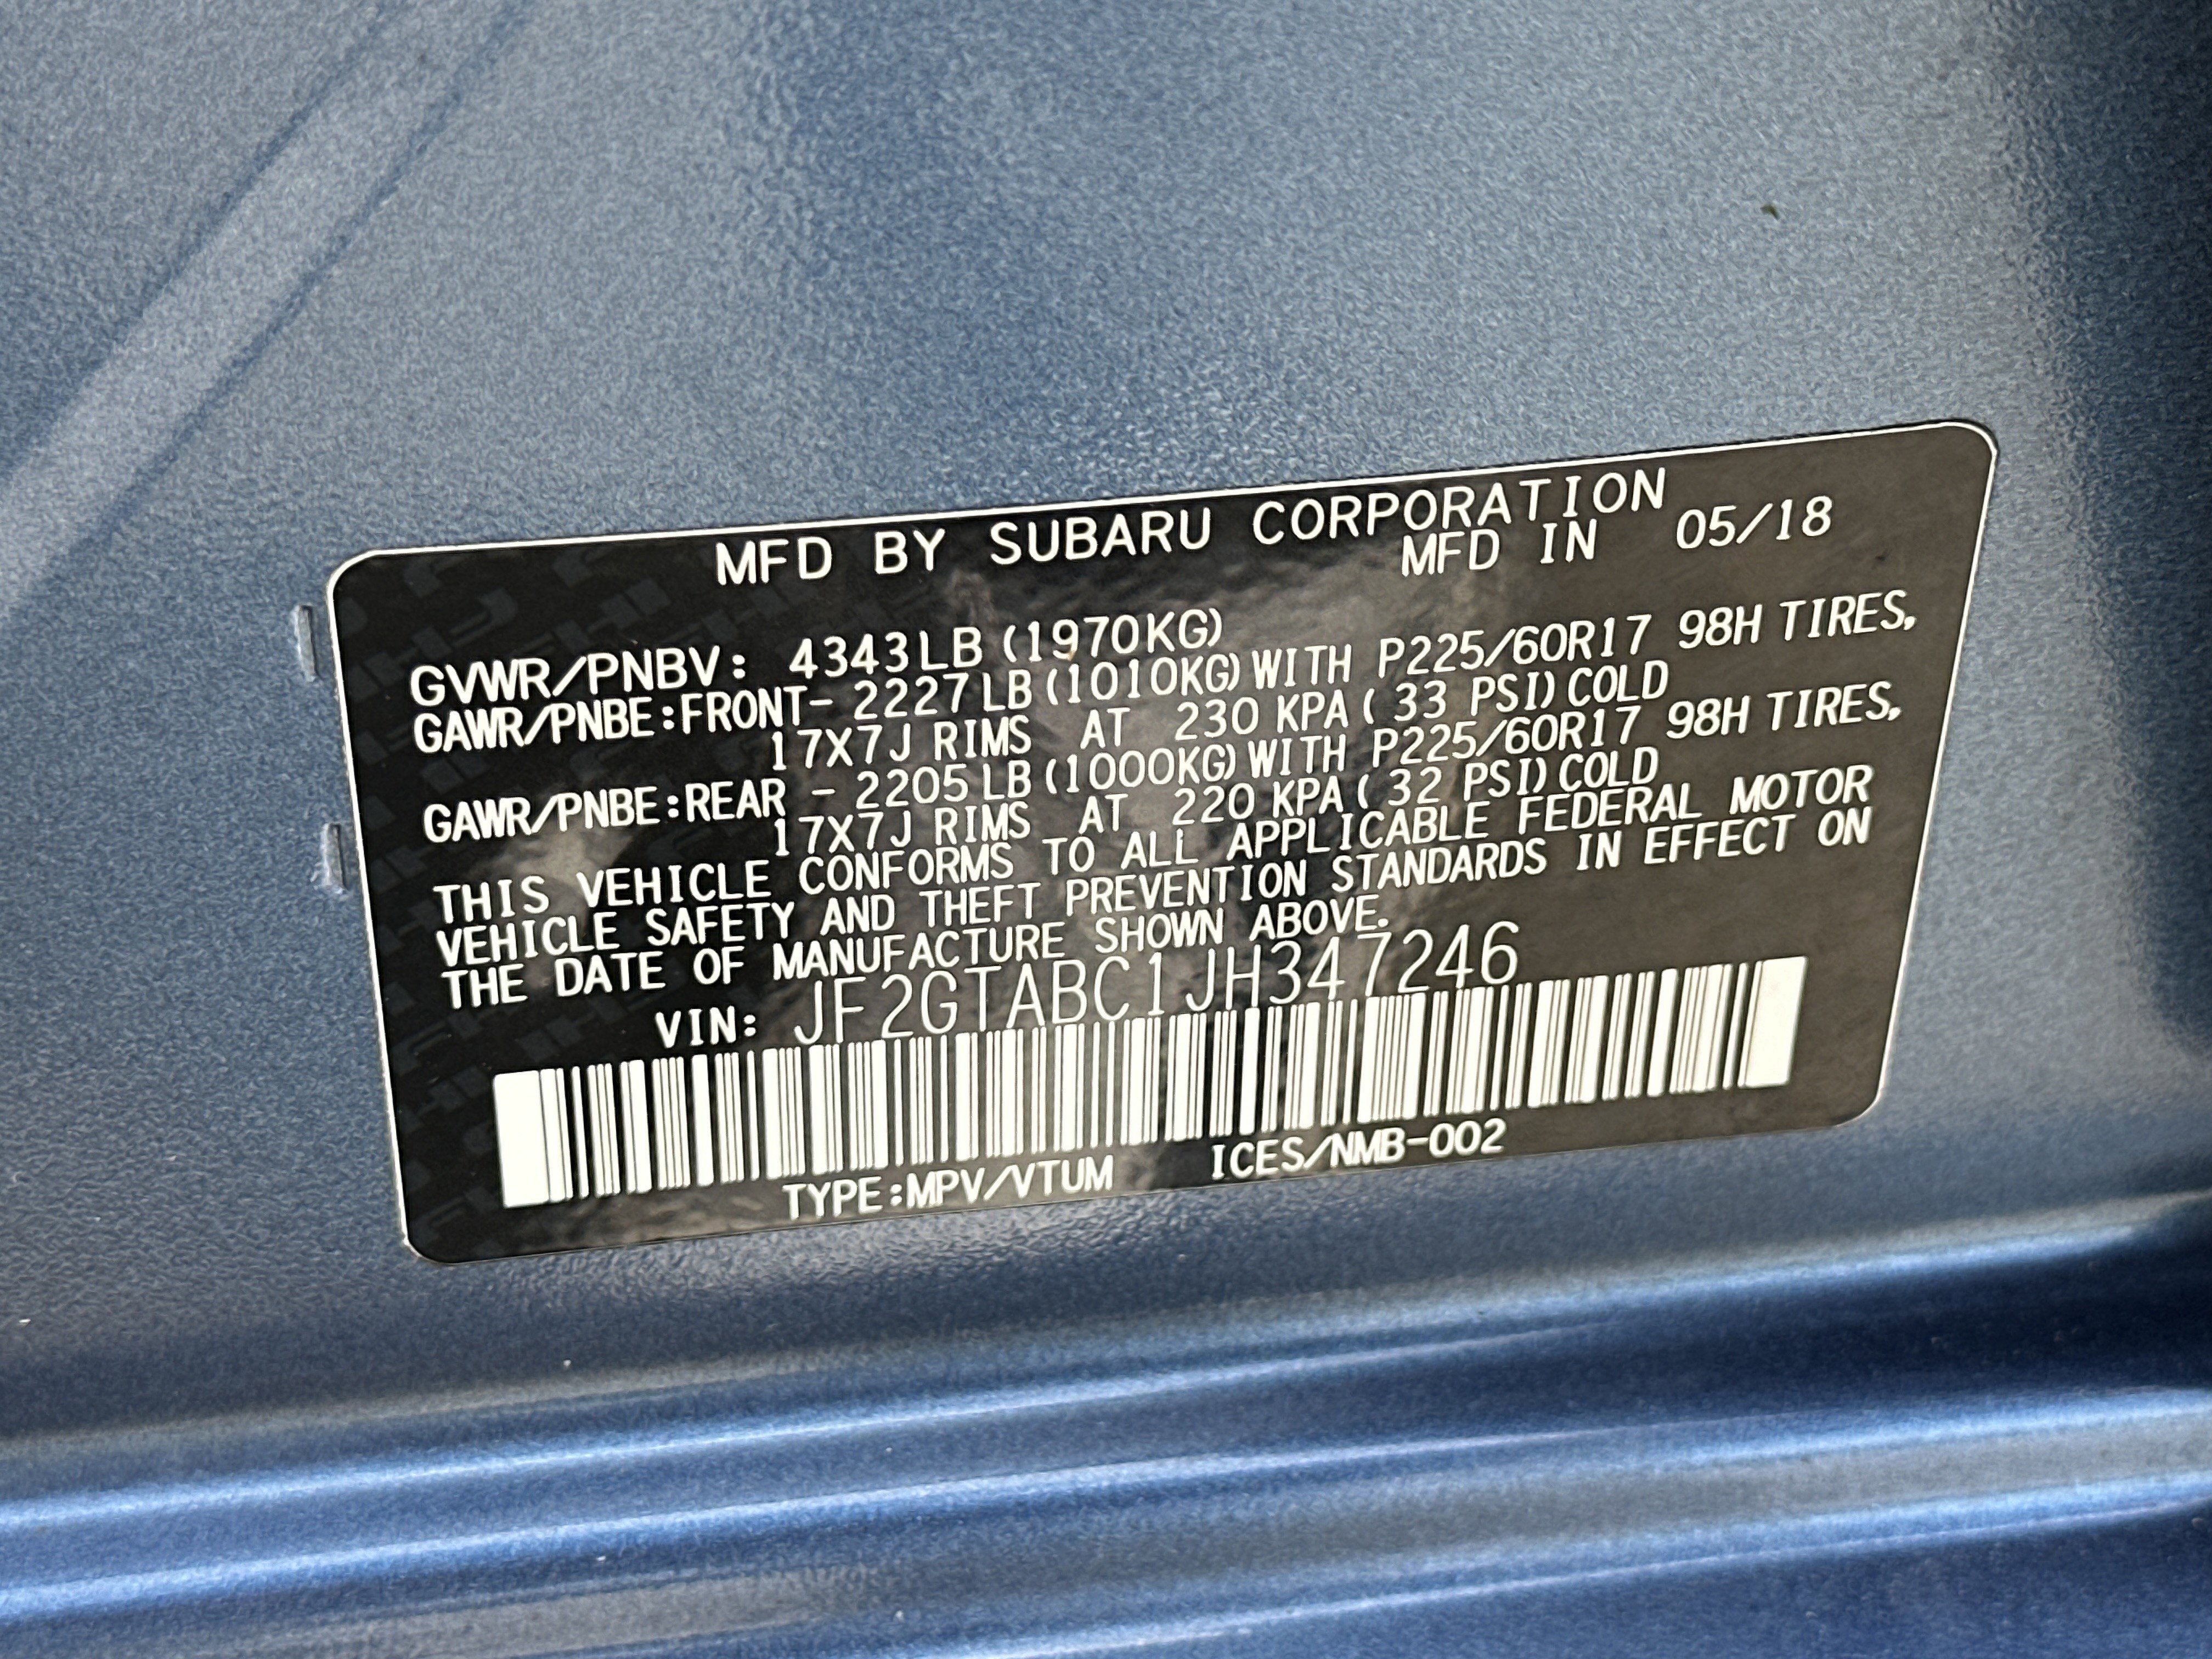 MFD BY SUBARU CORPORATION
MFD IN 05/18
GVWR/PNBV: 4343LB (1970KG)
GAWR/PNBE:FRONT- 2227LB (1010KG) WITH P225/60R17 98H TIRES,
17X7J RIMS AT 230 KPA ( 33 PSI) COLD
GAWR/PNBE:REAR - 2205LB (1000KG) WITH P225/60R17 98H TIRES,
17X7J RIMS AT 220 KPA ( 32 PSI) COLD
THIS VEHICLE CONFORMS TO ALL APPLICABLE FEDERAL MOTOR
VEHICLE SAFETY AND THEFT PREVENTION STANDARDS IN EFFECT ON
THE DATE OF MANUFACTURE SHOWN ABOVE.
VIN: JF2GTABC1JH347246
TYPE:MPV/VTUM ICES/NMB-002